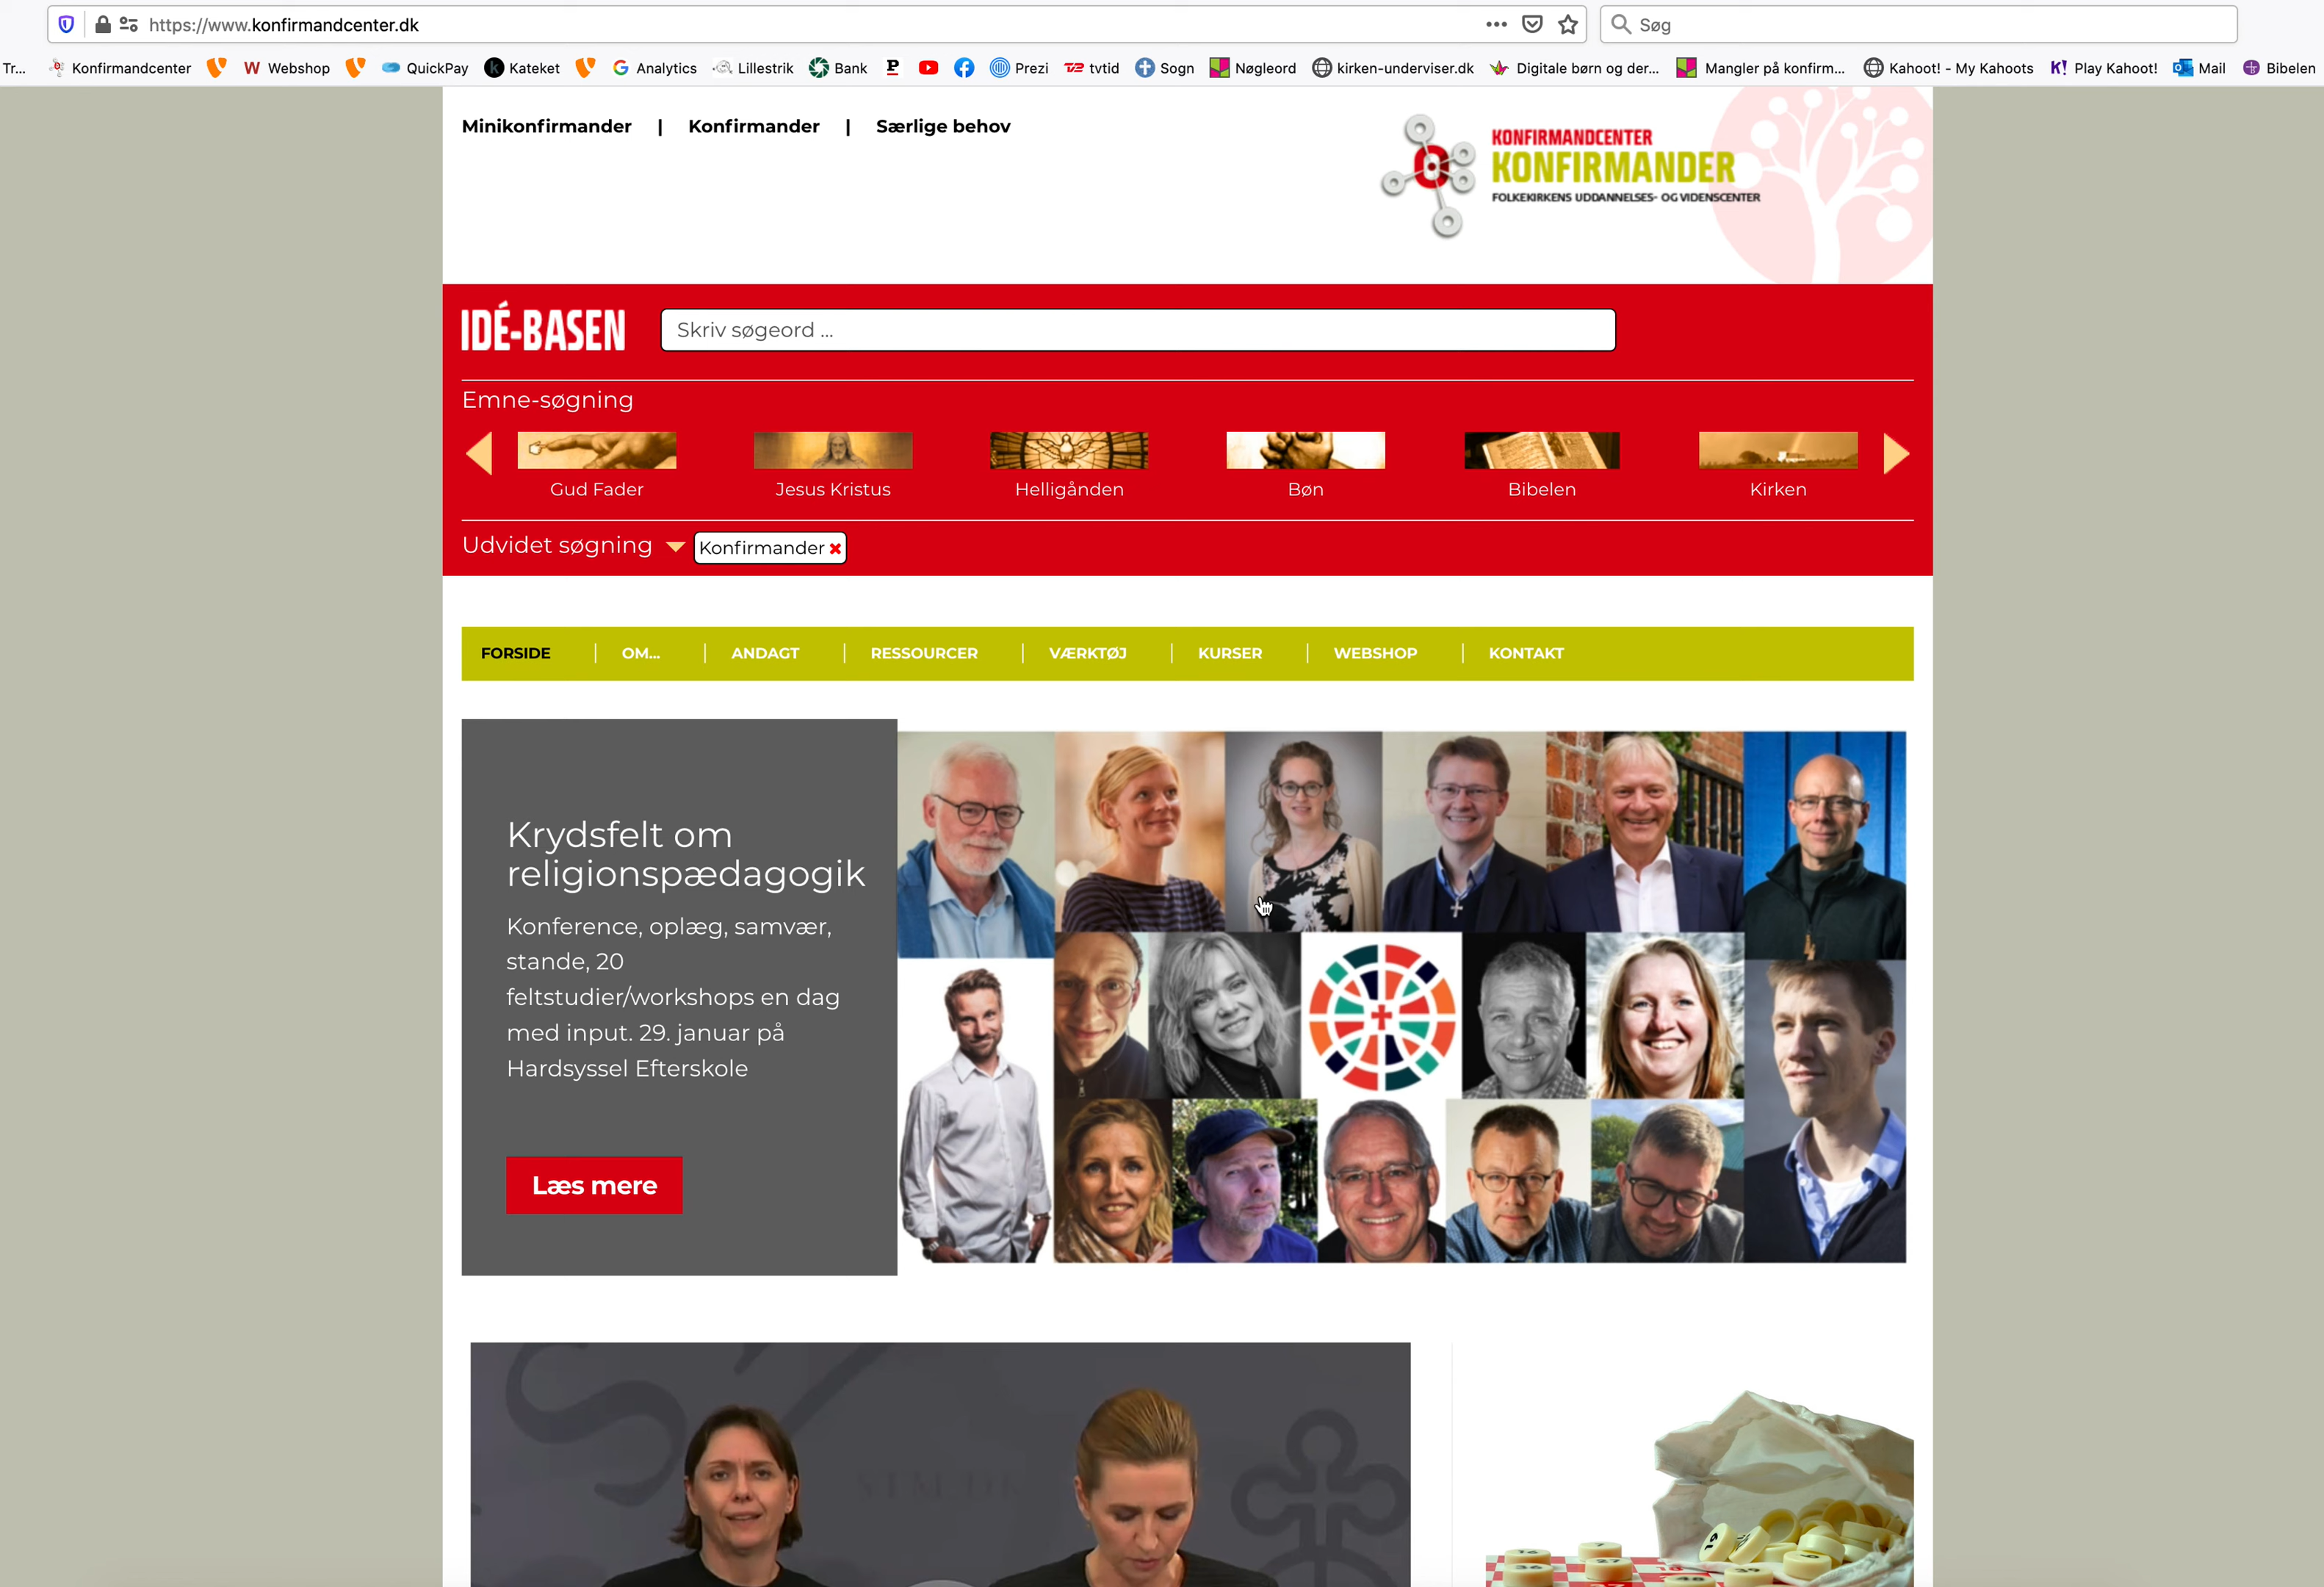 https://www.konfirmandcenter.dk
Søg
Tr...
Konfirmandcenter
W Webshop
QuickPay
k Kateket
G Analytics
Lillestrik
Bank
P
Prezi
T2 tvtid
Sogn
Nøgleord
kirken-underviser.dk
Digitale børn og der...
Mangler på konfirm...
Kahoot! - My Kahoots
K! Play Kahoot!
Mail
Bibelen
Minikonfirmander | Konfirmander | Særlige behov
KONFIRMANDCENTER
KONFIRMANDER
FOLKEKIRKENS UDDANNELSES- OG VIDENSCENTER
IDÉ-BASEN
Skriv søgeord ...
Emne-søgning
Gud Fader
Jesus Kristus
Helligånden
Bøn
Bibelen
Kirken
Udvidet søgning
Konfirmander
FORSIDE | OM... | ANDAGT | RESSOURCER | VÆRKTØJ | KURSER | WEBSHOP | KONTAKT
Krydsfelt om
religionspædagogik
Konference, oplæg, samvær,
stande, 20
feltstudier/workshops en dag
med input. 29. januar på
Hardsyssel Efterskole
Læs mere